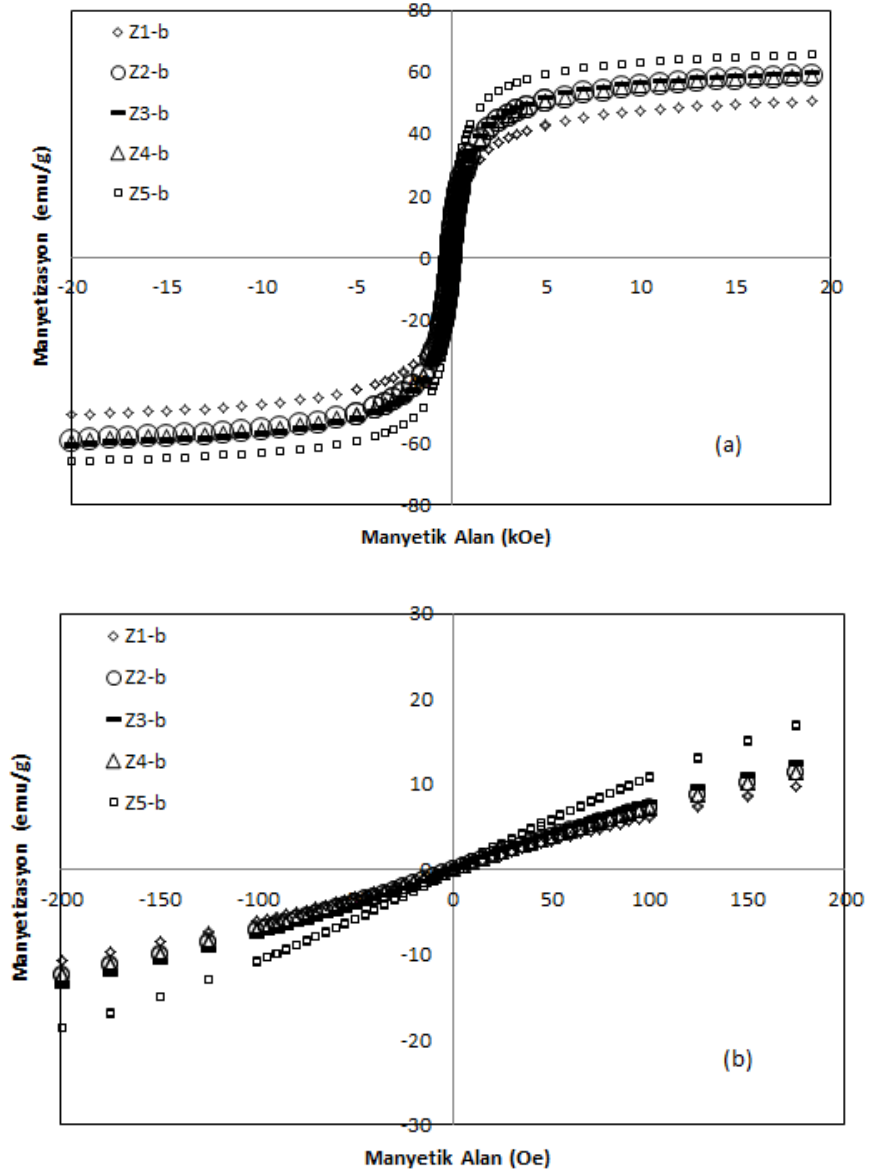 80
Z1-b
Z2-b
Z3-b
Z4-b
Z5-b
60
40
20
0
-20 -15 -10 -5 5 10 15 20
-20
-40
-60
-80
Manyetizasyon (emu/g)
(a)
Manyetik Alan (kOe)
30
Z1-b
Z2-b
Z3-b
Z4-b
Z5-b
20
10
0
-200 -150 -100 -50 0 50 100 150 200
-10
-20
-30
Manyetizasyon (emu/g)
(b)
Manyetik Alan (Oe)